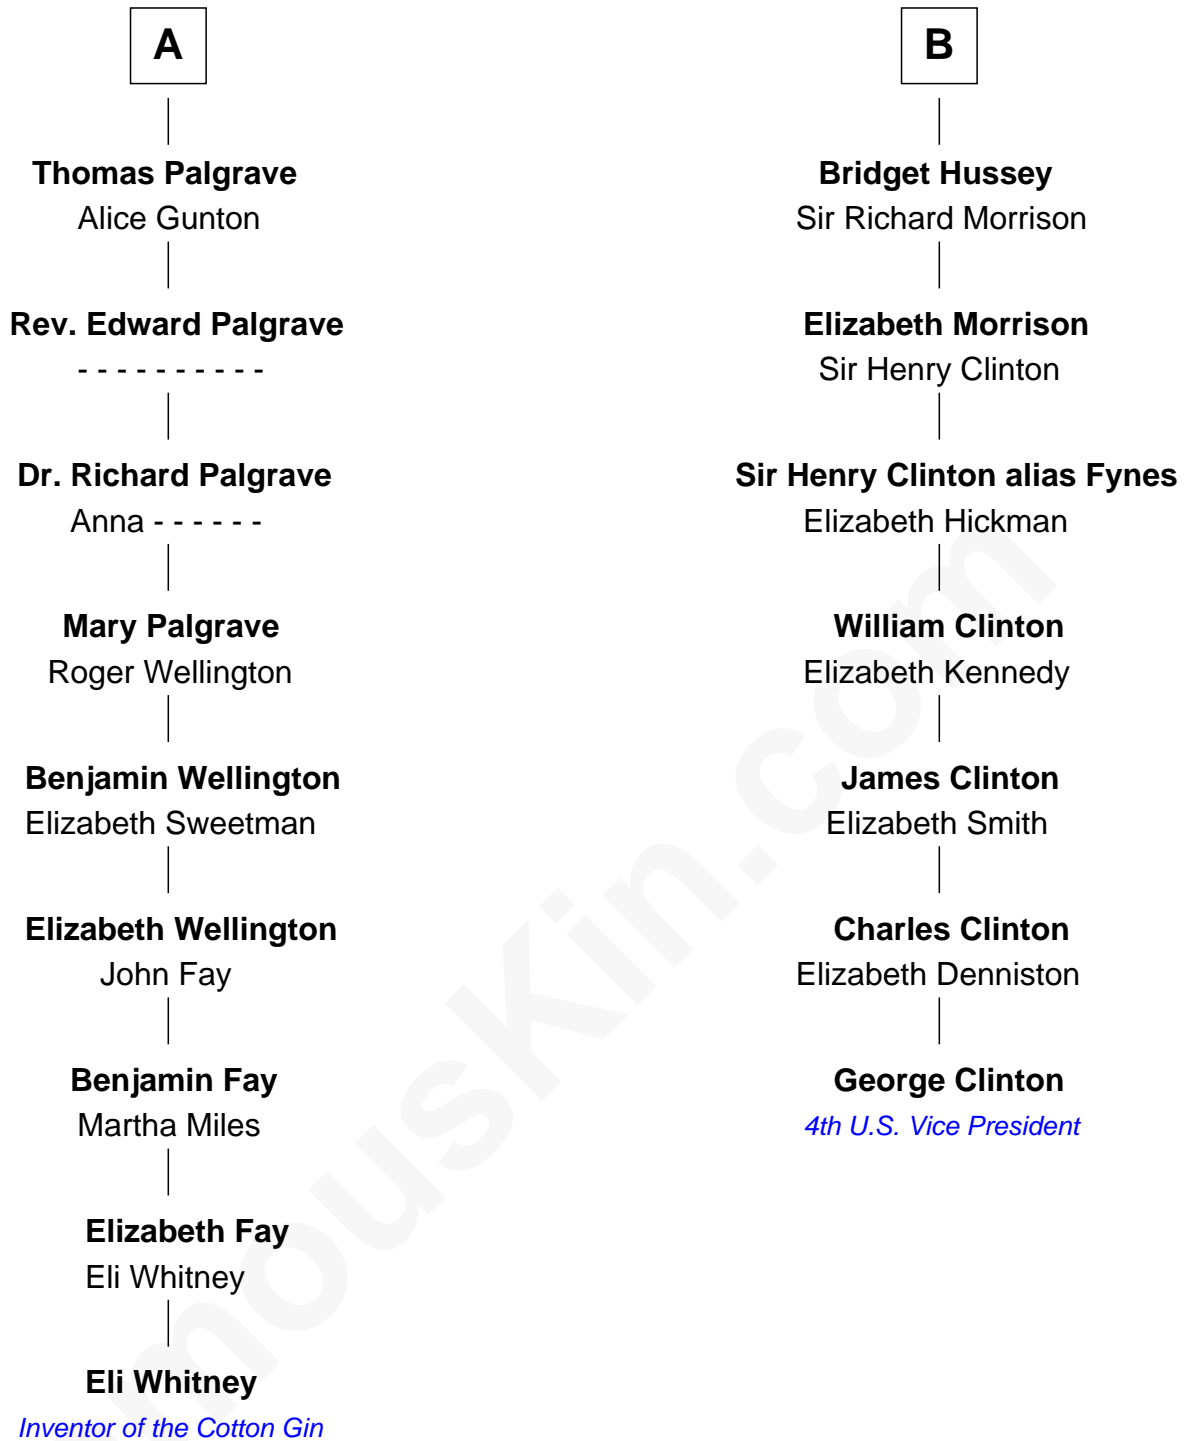 A
Thomas Palgrave
Alice Gunton
Rev. Edward Palgrave
- - - - - - - - - -
Dr. Richard Palgrave
Anna - - - - - -
Mary Palgrave
Roger Wellington
Benjamin Wellington
Elizabeth Sweetman
Elizabeth Wellington
John Fay
Benjamin Fay
Martha Miles
Elizabeth Fay
Eli Whitney
Eli Whitney
Inventor of the Cotton Gin
B
Bridget Hussey
Sir Richard Morrison
Elizabeth Morrison
Sir Henry Clinton
Sir Henry Clinton alias Fynes
Elizabeth Hickman
William Clinton
Elizabeth Kennedy
James Clinton
Elizabeth Smith
Charles Clinton
Elizabeth Denniston
George Clinton
4th U.S. Vice President
mousKin.com